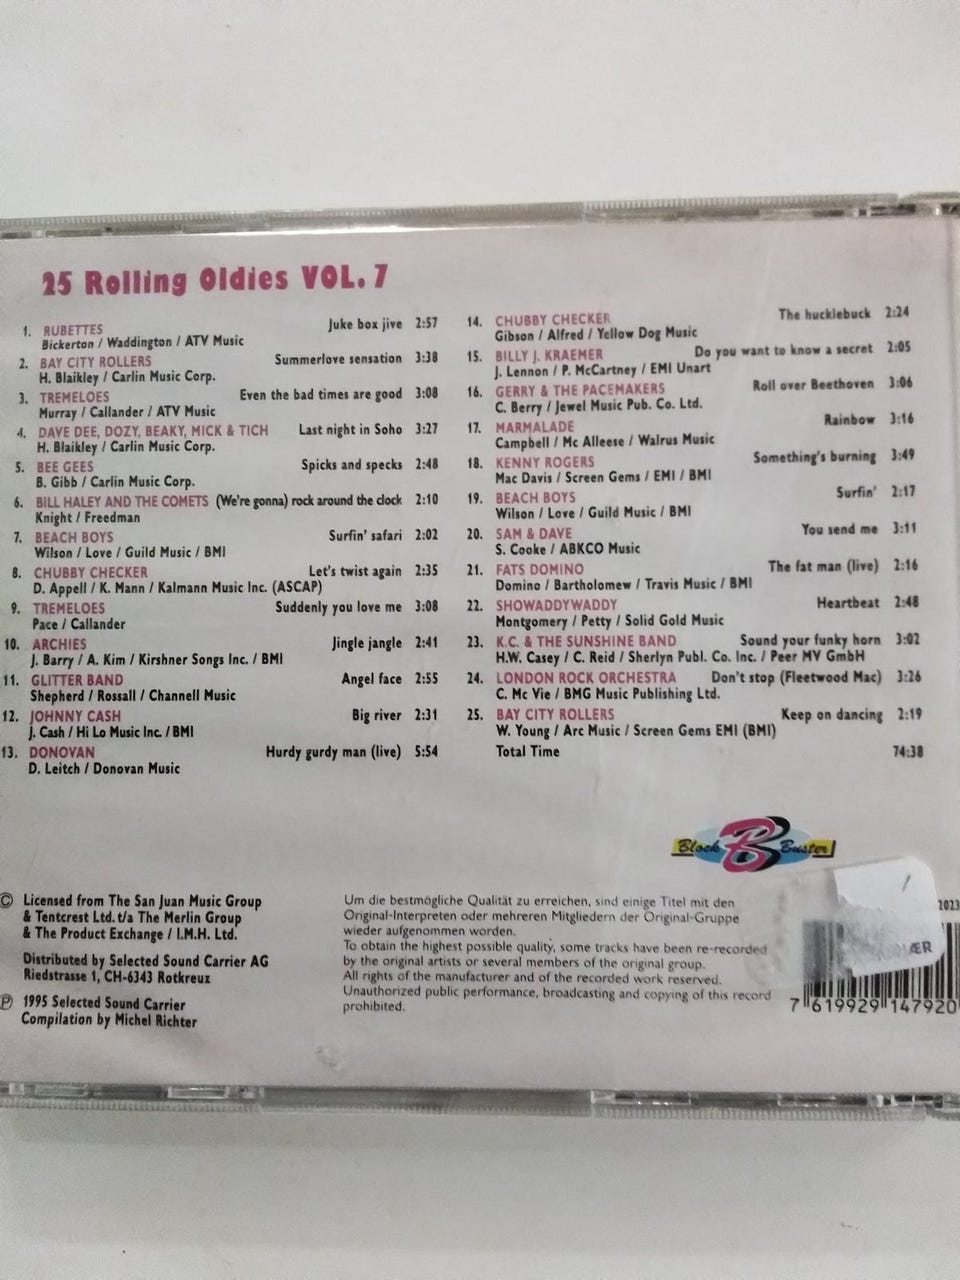 25 Rolling Oldies VOL. 7
1. RUBETTES Juke box jive 2:57
Bickerton / Waddington / ATV Music
2. BAY CITY ROLLERS Summerlove sensation 3:38
H. Blaikley / Carlin Music Corp.
3. TREMELOES Even the bad times are good 3:08
Murray / Callander / ATV Music
4. DAVE DEE, DOZY, BEAKY, MICK & TICH Last night in Soho 3:27
H. Blaikley / Carlin Music Corp.
5. BEE GEES Spicks and specks 2:48
B. Gibb / Carlin Music Corp.
6. BILL HALEY AND THE COMETS (We're gonna) rock around the clock 2:10
Knight / Freedman
7. BEACH BOYS Surfin' safari 2:02
Wilson / Love / Guild Music / BMI
8. CHUBBY CHECKER Let's twist again 2:35
D. Appell / K. Mann / Kalmann Music Inc. (ASCAP)
9. TREMELOES Suddenly you love me 3:08
Pace / Callander
10. ARCHIES Jingle jangle 2:41
J. Barry / A. Kim / Kirshner Songs Inc. / BMI
11. GLITTER BAND Angel face 2:55
Shepherd / Rossall / Channell Music
12. JOHNNY CASH Big river 2:31
J. Cash / Hi Lo Music Inc. / BMI
13. DONOVAN Hurdy gurdy man (live) 5:54
D. Leitch / Donovan Music
14. CHUBBY CHECKER The hucklebuck 2:24
Gibson / Alfred / Yellow Dog Music
15. BILLY J. KRAEMER Do you want to know a secret 2:05
J. Lennon / P. McCartney / EMI Unart
16. GERRY & THE PACEMAKERS Roll over Beethoven 3:06
C. Berry / Jewel Music Pub. Co. Ltd.
17. MARMALADE Rainbow 3:16
Campbell / Mc Alleese / Walrus Music
18. KENNY ROGERS Something's burning 3:49
Mac Davis / Screen Gems / EMI / BMI
19. BEACH BOYS Surfin' 2:17
Wilson / Love / Guild Music / BMI
20. SAM & DAVE You send me 3:11
S. Cooke / ABKCO Music
21. FATS DOMINO The fat man (live) 2:16
Domino / Bartholomew / Travis Music / BMI
22. SHOWADDYWADDY Heartbeat 2:48
Montgomery / Petty / Solid Gold Music
23. K.C. & THE SUNSHINE BAND Sound your funky horn 3:02
H.W. Casey / C. Reid / Sherlyn Publ. Co. Inc. / Peer MV GmbH
24. LONDON ROCK ORCHESTRA Don't stop (Fleetwood Mac) 3:26
C. Mc Vie / BMG Music Publishing Ltd.
25. BAY CITY ROLLERS Keep on dancing 2:19
W. Young / Arc Music / Screen Gems EMI (BMI)
Total Time 74:38
Block B Buster!
© Licensed from The San Juan Music Group
& Tentcrest Ltd. t/a The Merlin Group
& The Product Exchange / I.M.H. Ltd.
Distributed by Selected Sound Carrier AG
Riedstrasse 1, CH-6343 Rotkreuz
℗ 1995 Selected Sound Carrier
Compilation by Michel Richter
Um die bestmögliche Qualität zu erreichen, sind einige Titel mit den
Original-Interpreten oder mehreren Mitgliedern der Original-Gruppe
wieder aufgenommen worden.
To obtain the highest possible quality, some tracks have been re-recorded
by the original artists or several members of the original group.
All rights of the manufacturer and of the recorded work reserved.
Unauthorized public performance, broadcasting and copying of this record
prohibited.
2023
7 619929 147920